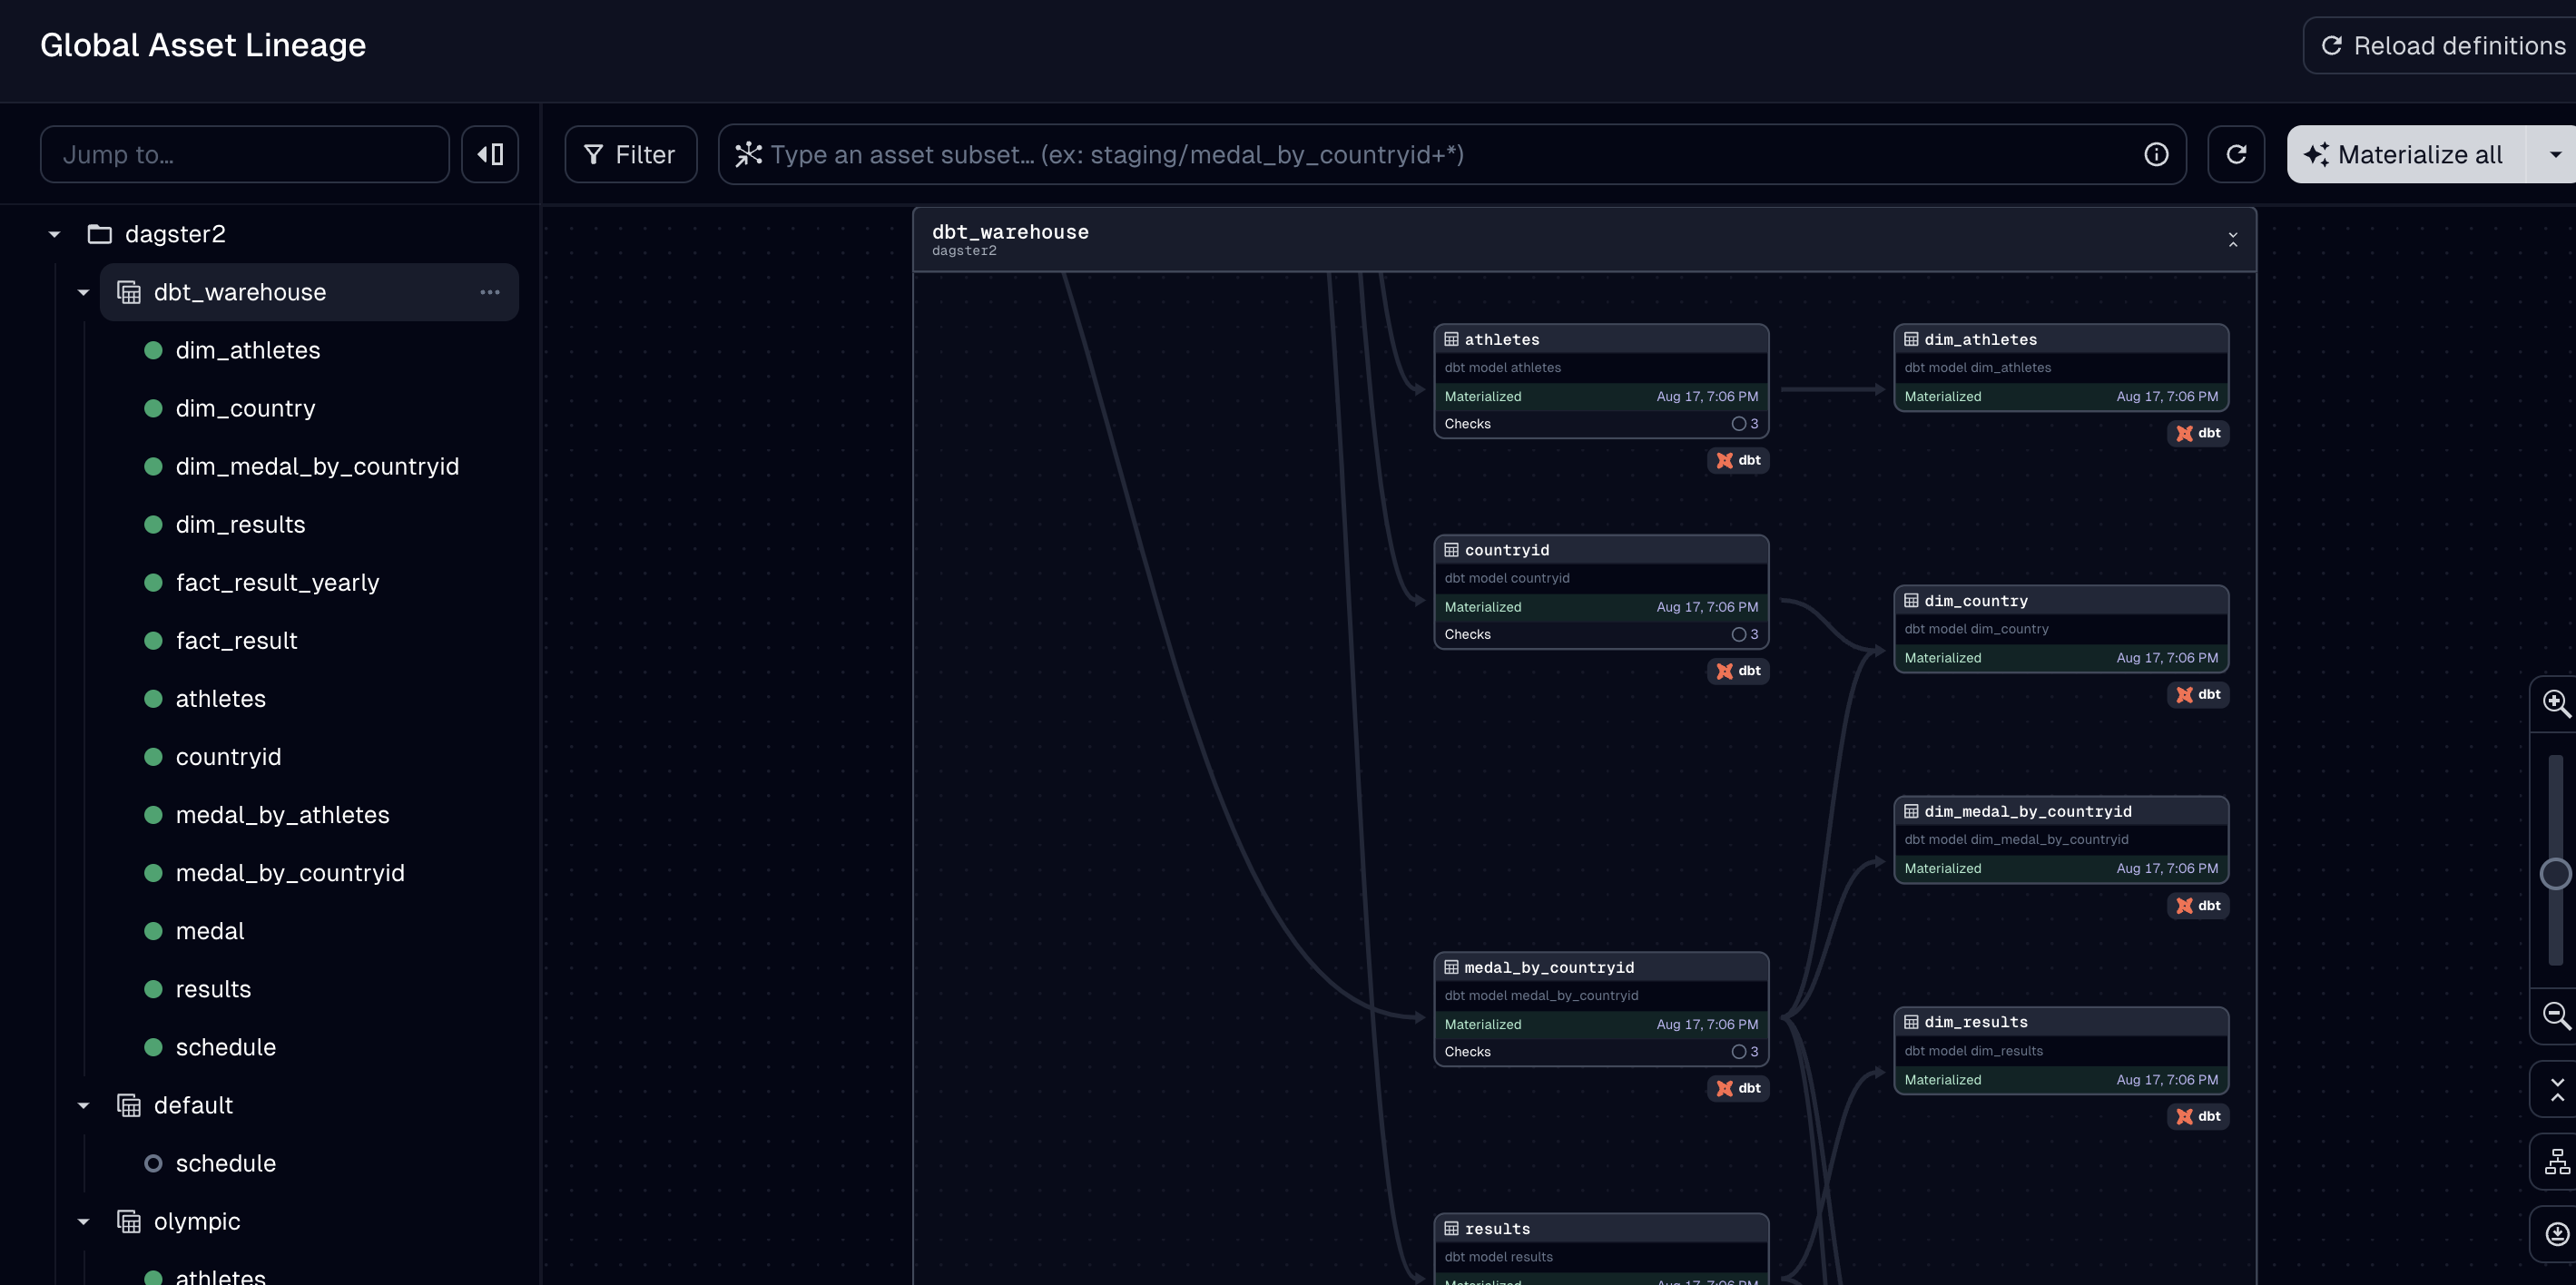 Global Asset Lineage
Reload definitions
Jump to…
Filter
Type an asset subset… (ex: staging/medal_by_countryid+*)
Materialize all
dagster2
dbt_warehouse
dim_athletes
dim_country
dim_medal_by_countryid
dim_results
fact_result_yearly
fact_result
athletes
countryid
medal_by_athletes
medal_by_countryid
medal
results
schedule
default
schedule
olympic
athletes
dbt_warehouse
dagster2
athletes
dbt model athletes
Materialized Aug 17, 7:06 PM
Checks 3
dbt
dim_athletes
dbt model dim_athletes
Materialized Aug 17, 7:06 PM
dbt
countryid
dbt model countryid
Materialized Aug 17, 7:06 PM
Checks 3
dbt
dim_country
dbt model dim_country
Materialized Aug 17, 7:06 PM
dbt
dim_medal_by_countryid
dbt model dim_medal_by_countryid
Materialized Aug 17, 7:06 PM
dbt
medal_by_countryid
dbt model medal_by_countryid
Materialized Aug 17, 7:06 PM
Checks 3
dbt
dim_results
dbt model dim_results
Materialized Aug 17, 7:06 PM
dbt
results
dbt model results
Materialized Aug 17, 7:06 PM